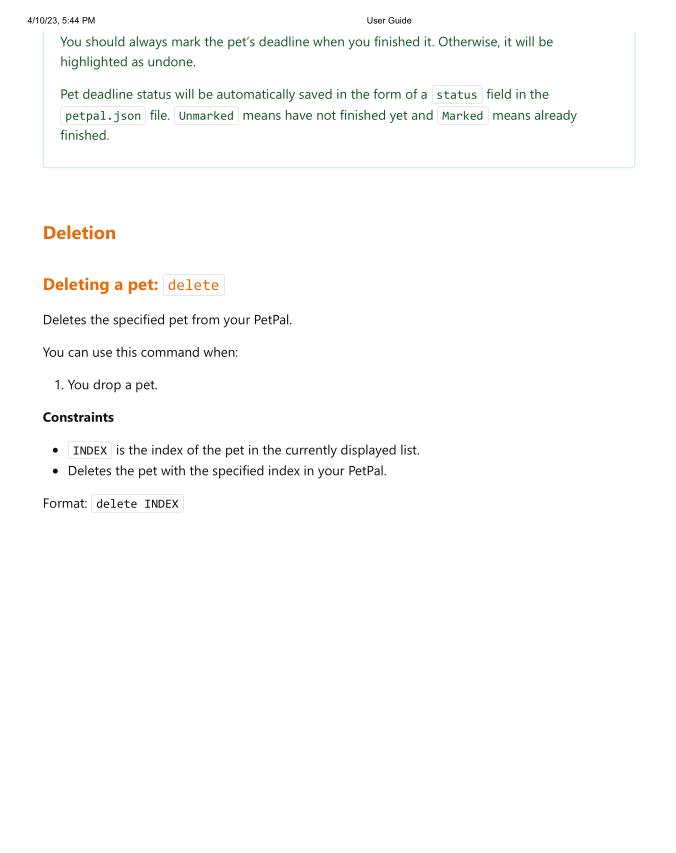 4/10/23, 5:44 PM User Guide
You should always mark the pet’s deadline when you finished it. Otherwise, it will be
highlighted as undone.
Pet deadline status will be automatically saved in the form of a status field in the
petpal.json file. Unmarked means have not finished yet and Marked means already
finished.
Deletion
Deleting a pet: delete
Deletes the specified pet from your PetPal.
You can use this command when:
1. You drop a pet.
Constraints
• INDEX is the index of the pet in the currently displayed list.
• Deletes the pet with the specified index in your PetPal.
Format: delete INDEX